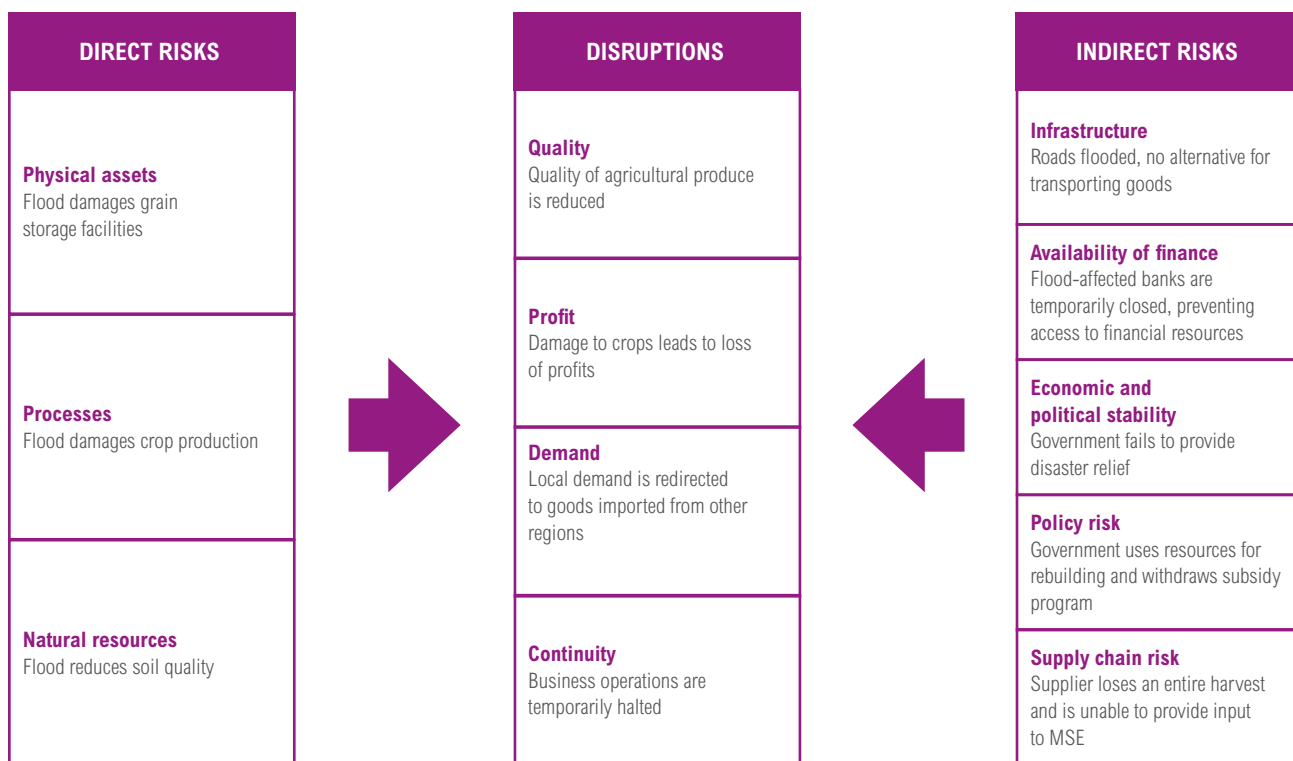 DIRECT RISKS
Physical assets
Flood damages grain
storage facilities
Processes
Flood damages crop production
Natural resources
Flood reduces soil quality
DISRUPTIONS
Quality
Quality of agricultural produce
is reduced
Profit
Damage to crops leads to loss
of profits
Demand
Local demand is redirected
to goods imported from other
regions
Continuity
Business operations are
temporarily halted
INDIRECT RISKS
Infrastructure
Roads flooded, no alternative for
transporting goods
Availability of finance
Flood-affected banks are
temporarily closed, preventing
access to financial resources
Economic and
political stability
Government fails to provide
disaster relief
Policy risk
Government uses resources for
rebuilding and withdraws subsidy
program
Supply chain risk
Supplier loses an entire harvest
and is unable to provide input
to MSE